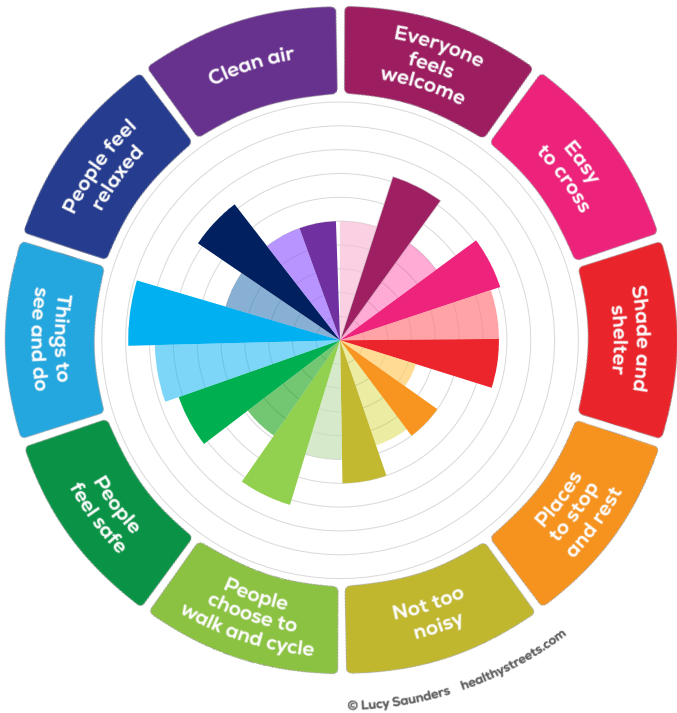 Everyone
feels
welcome
Easy
to cross
Shade and
shelter
Places
to stop
and rest
Not too
noisy
People
choose to
walk and cycle
People
feel safe
Things to
see and do
People feel
relaxed
Clean air
© Lucy Saunders healthystreets.com